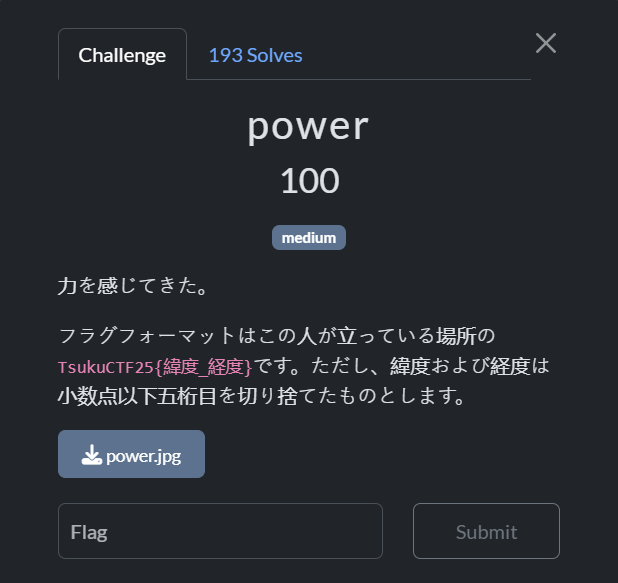 Challenge
193 Solves
power
100
medium
力を感じてきた。
フラグフォーマットはこの人が立っている場所の
TsukuCTF25{緯度_経度}です。ただし、緯度および経度は
小数点以下五桁目を切り捨てたものとします。
power.jpg
Flag
Submit